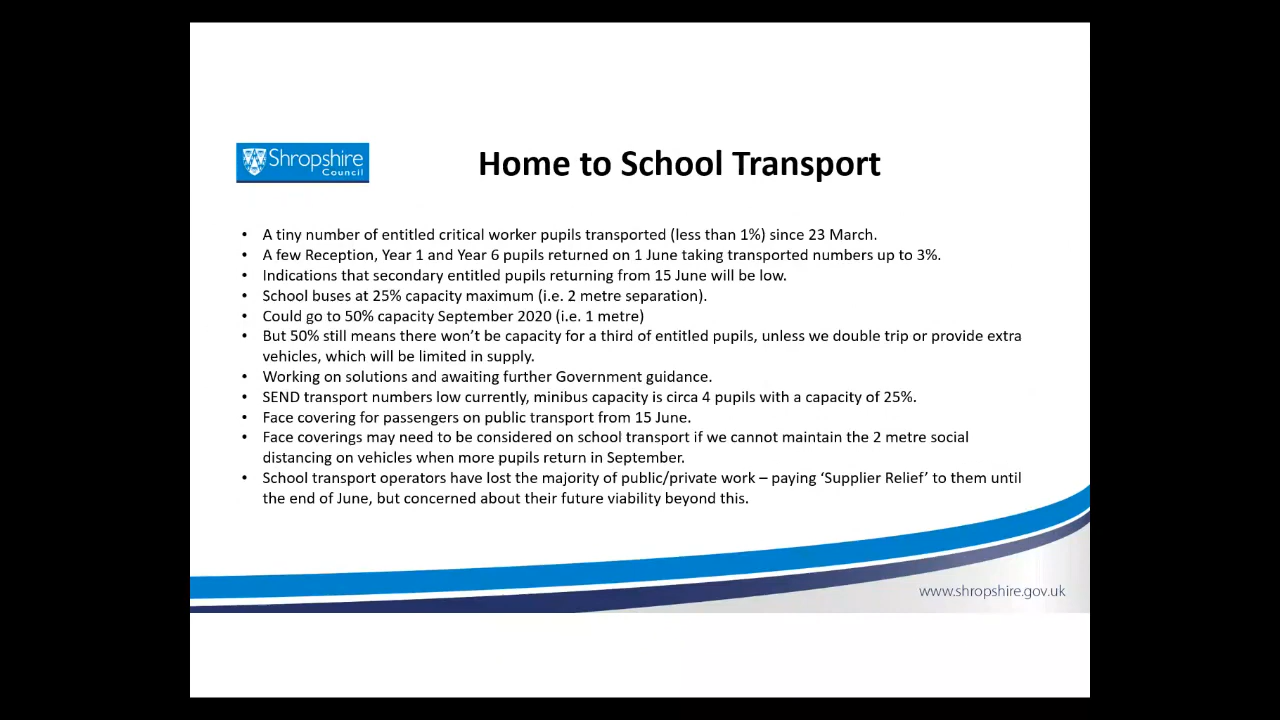 Shropshire
Council
Home to School Transport
• A tiny number of entitled critical worker pupils transported (less than 1%) since 23 March.
• A few Reception, Year 1 and Year 6 pupils returned on 1 June taking transported numbers up to 3%.
• Indications that secondary entitled pupils returning from 15 June will be low.
• School buses at 25% capacity maximum (i.e. 2 metre separation).
• Could go to 50% capacity September 2020 (i.e. 1 metre)
• But 50% still means there won't be capacity for a third of entitled pupils, unless we double trip or provide extra
vehicles, which will be limited in supply.
• Working on solutions and awaiting further Government guidance.
• SEND transport numbers low currently, minibus capacity is circa 4 pupils with a capacity of 25%.
• Face covering for passengers on public transport from 15 June.
• Face coverings may need to be considered on school transport if we cannot maintain the 2 metre social
distancing on vehicles when more pupils return in September.
• School transport operators have lost the majority of public/private work – paying ‘Supplier Relief’ to them until
the end of June, but concerned about their future viability beyond this.
www.shropshire.gov.uk